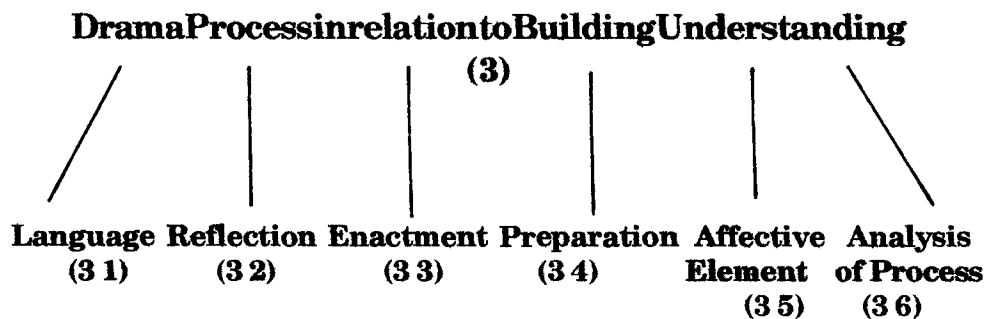 DramaProcessinrelationtoBuildingUnderstanding
(3)
Language Reflection Enactment Preparation Affective Analysis
(3 1) (3 2) (3 3) (3 4) Element of Process
(3 5) (3 6)